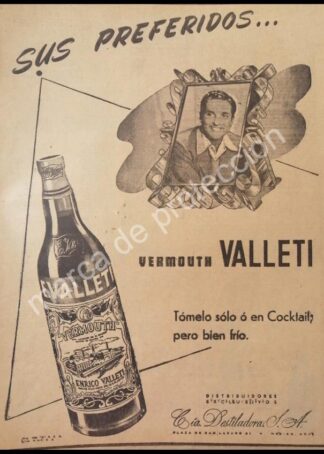 SUS PREFERIDOS...
marca de protección
VERMOUTH VALLETI
Tómelo sólo ó en Cocktail;
pero bien frío.
VALLETI
VERMOUTH
ENRICO VALLETI
DISTRIBUIDORES
Cía. Destiladora, S. A.